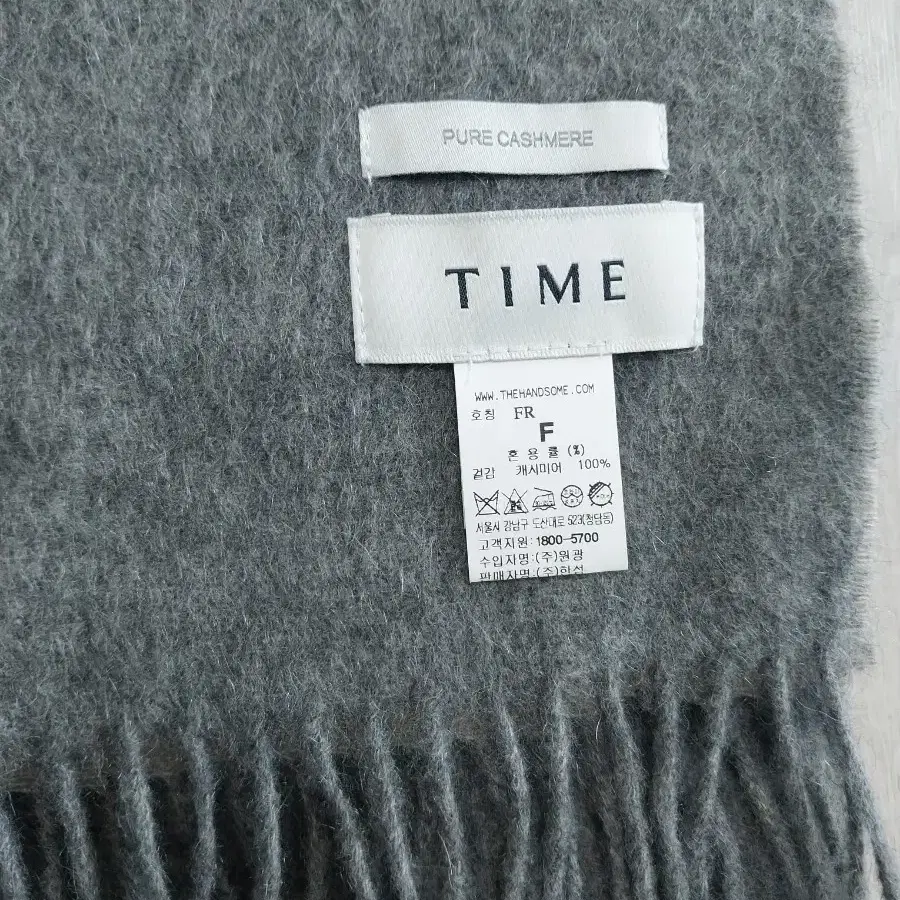 PURE CASHMERE
TIME
WWW.THEHANDSOME.COM
호칭 FR
F
혼용률 (%)
겉감 캐시미어 100%
서울시 강남구 도산대로 523(청담동)
고객지원: 1800-5700
수입자명: (주)원광
판매자명: (주)한섬